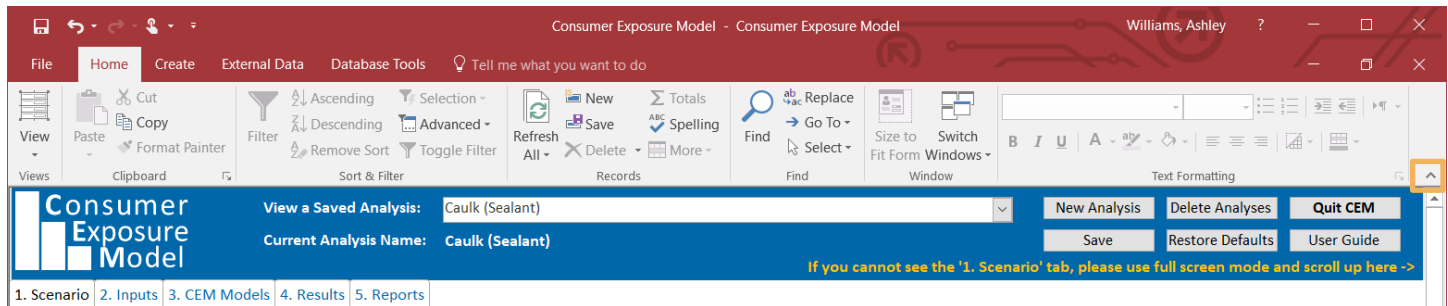 Consumer Exposure Model - Consumer Exposure Model Williams, Ashley ?
File Home Create External Data Database Tools Tell me what you want to do
View
Views
Paste
Cut
Copy
Format Painter
Clipboard
Filter
Ascending
Descending
Remove Sort
Selection
Advanced
Toggle Filter
Sort & Filter
Refresh
All
New
Save
Delete
Totals
Spelling
More
Records
Find
Replace
Go To
Select
Find
Size to
Fit Form
Switch
Windows
Window
B I U A
Text Formatting
Consumer
Exposure
Model
View a Saved Analysis: Caulk (Sealant)
Current Analysis Name: Caulk (Sealant)
New Analysis Delete Analyses Quit CEM
Save Restore Defaults User Guide
If you cannot see the '1. Scenario' tab, please use full screen mode and scroll up here ->
1. Scenario 2. Inputs 3. CEM Models 4. Results 5. Reports